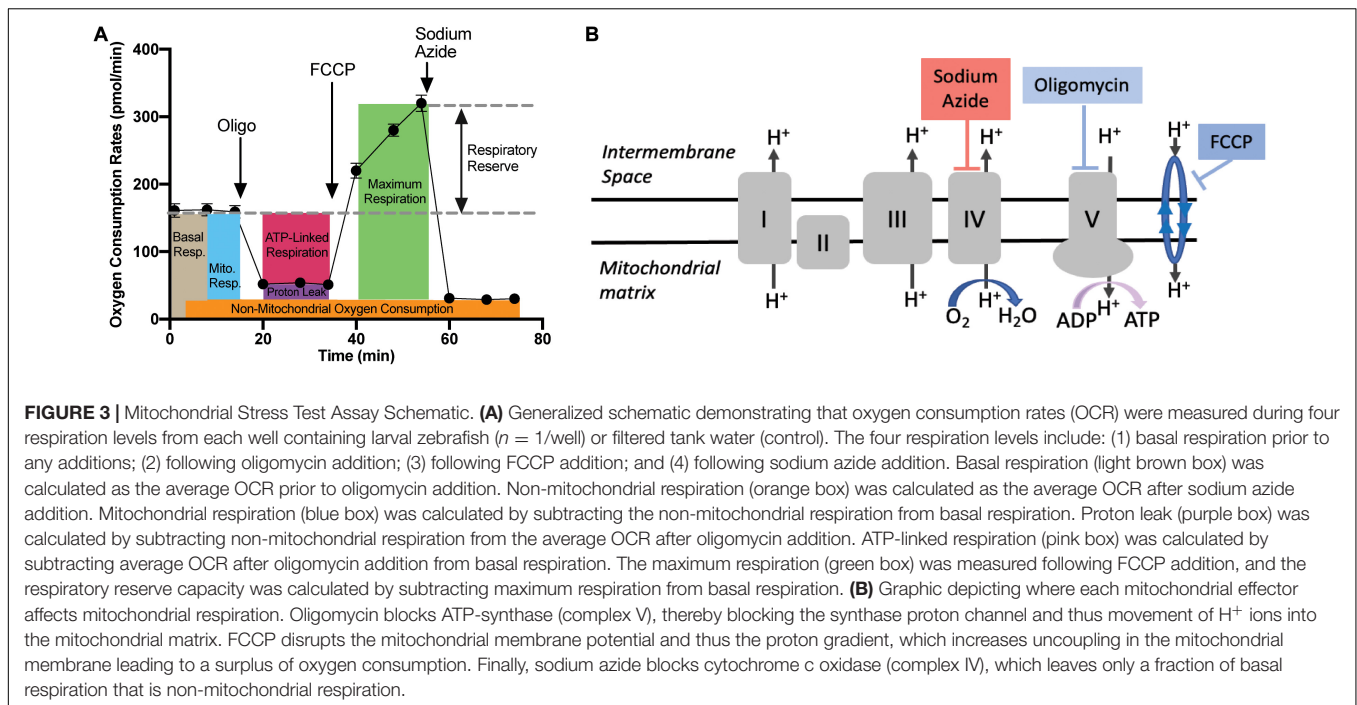 A
400
300
200
100
0
Oxygen Consumption Rates (pmol/min)
0
20
40
60
80
Time (min)
Oligo
FCCP
Sodium
Azide
Respiratory
Reserve
Maximum
Respiration
Basal
Resp.
Mito.
Resp.
ATP-Linked
Respiration
Proton Leak
Non-Mitochondrial Oxygen Consumption
B
Sodium
Azide
Oligomycin
FCCP
Intermembrane
Space
Mitochondrial
matrix
H+
H+
H+
H+
H+
I
II
III
IV
V
H+
H+
H+
H+
H+
O2
H2O
ADP
ATP
FIGURE 3 | Mitochondrial Stress Test Assay Schematic. (A) Generalized schematic demonstrating that oxygen consumption rates (OCR) were measured during four
respiration levels from each well containing larval zebrafish (n = 1/well) or filtered tank water (control). The four respiration levels include: (1) basal respiration prior to
any additions; (2) following oligomycin addition; (3) following FCCP addition; and (4) following sodium azide addition. Basal respiration (light brown box) was
calculated as the average OCR prior to oligomycin addition. Non-mitochondrial respiration (orange box) was calculated as the average OCR after sodium azide
addition. Mitochondrial respiration (blue box) was calculated by subtracting the non-mitochondrial respiration from basal respiration. Proton leak (purple box) was
calculated by subtracting non-mitochondrial respiration from the average OCR after oligomycin addition. ATP-linked respiration (pink box) was calculated by
subtracting average OCR after oligomycin addition from basal respiration. The maximum respiration (green box) was measured following FCCP addition, and the
respiratory reserve capacity was calculated by subtracting maximum respiration from basal respiration. (B) Graphic depicting where each mitochondrial effector
affects mitochondrial respiration. Oligomycin blocks ATP-synthase (complex V), thereby blocking the synthase proton channel and thus movement of H+ ions into
the mitochondrial matrix. FCCP disrupts the mitochondrial membrane potential and thus the proton gradient, which increases uncoupling in the mitochondrial
membrane leading to a surplus of oxygen consumption. Finally, sodium azide blocks cytochrome c oxidase (complex IV), which leaves only a fraction of basal
respiration that is non-mitochondrial respiration.